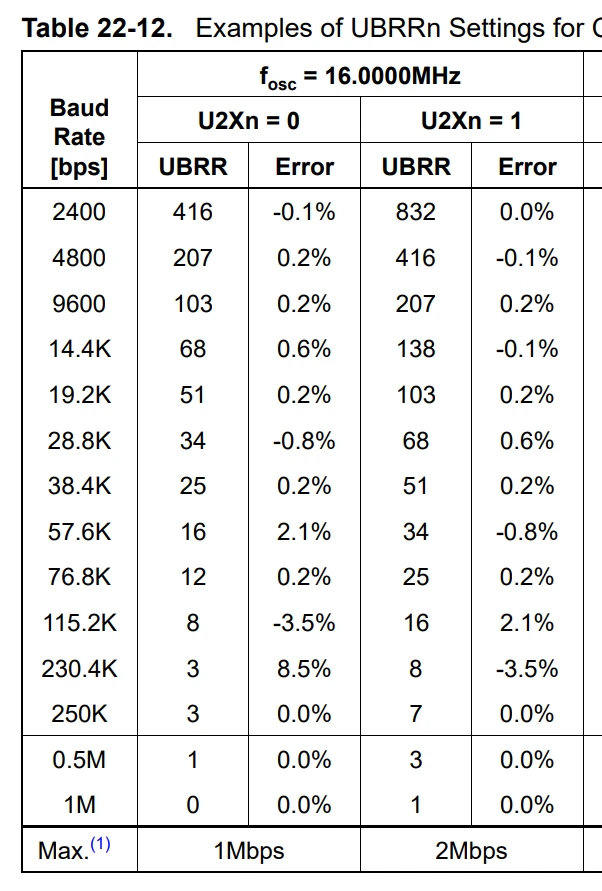 Table 22-12. Examples of UBRRn Settings for
Baud Rate [bps] fosc = 16.0000MHz
U2Xn = 0 U2Xn = 1
UBRR Error UBRR Error
2400 416 -0.1% 832 0.0%
4800 207 0.2% 416 -0.1%
9600 103 0.2% 207 0.2%
14.4K 68 0.6% 138 -0.1%
19.2K 51 0.2% 103 0.2%
28.8K 34 -0.8% 68 0.6%
38.4K 25 0.2% 51 0.2%
57.6K 16 2.1% 34 -0.8%
76.8K 12 0.2% 25 0.2%
115.2K 8 -3.5% 16 2.1%
230.4K 3 8.5% 8 -3.5%
250K 3 0.0% 7 0.0%
0.5M 1 0.0% 3 0.0%
1M 0 0.0% 1 0.0%
Max.(1) 1Mbps 2Mbps